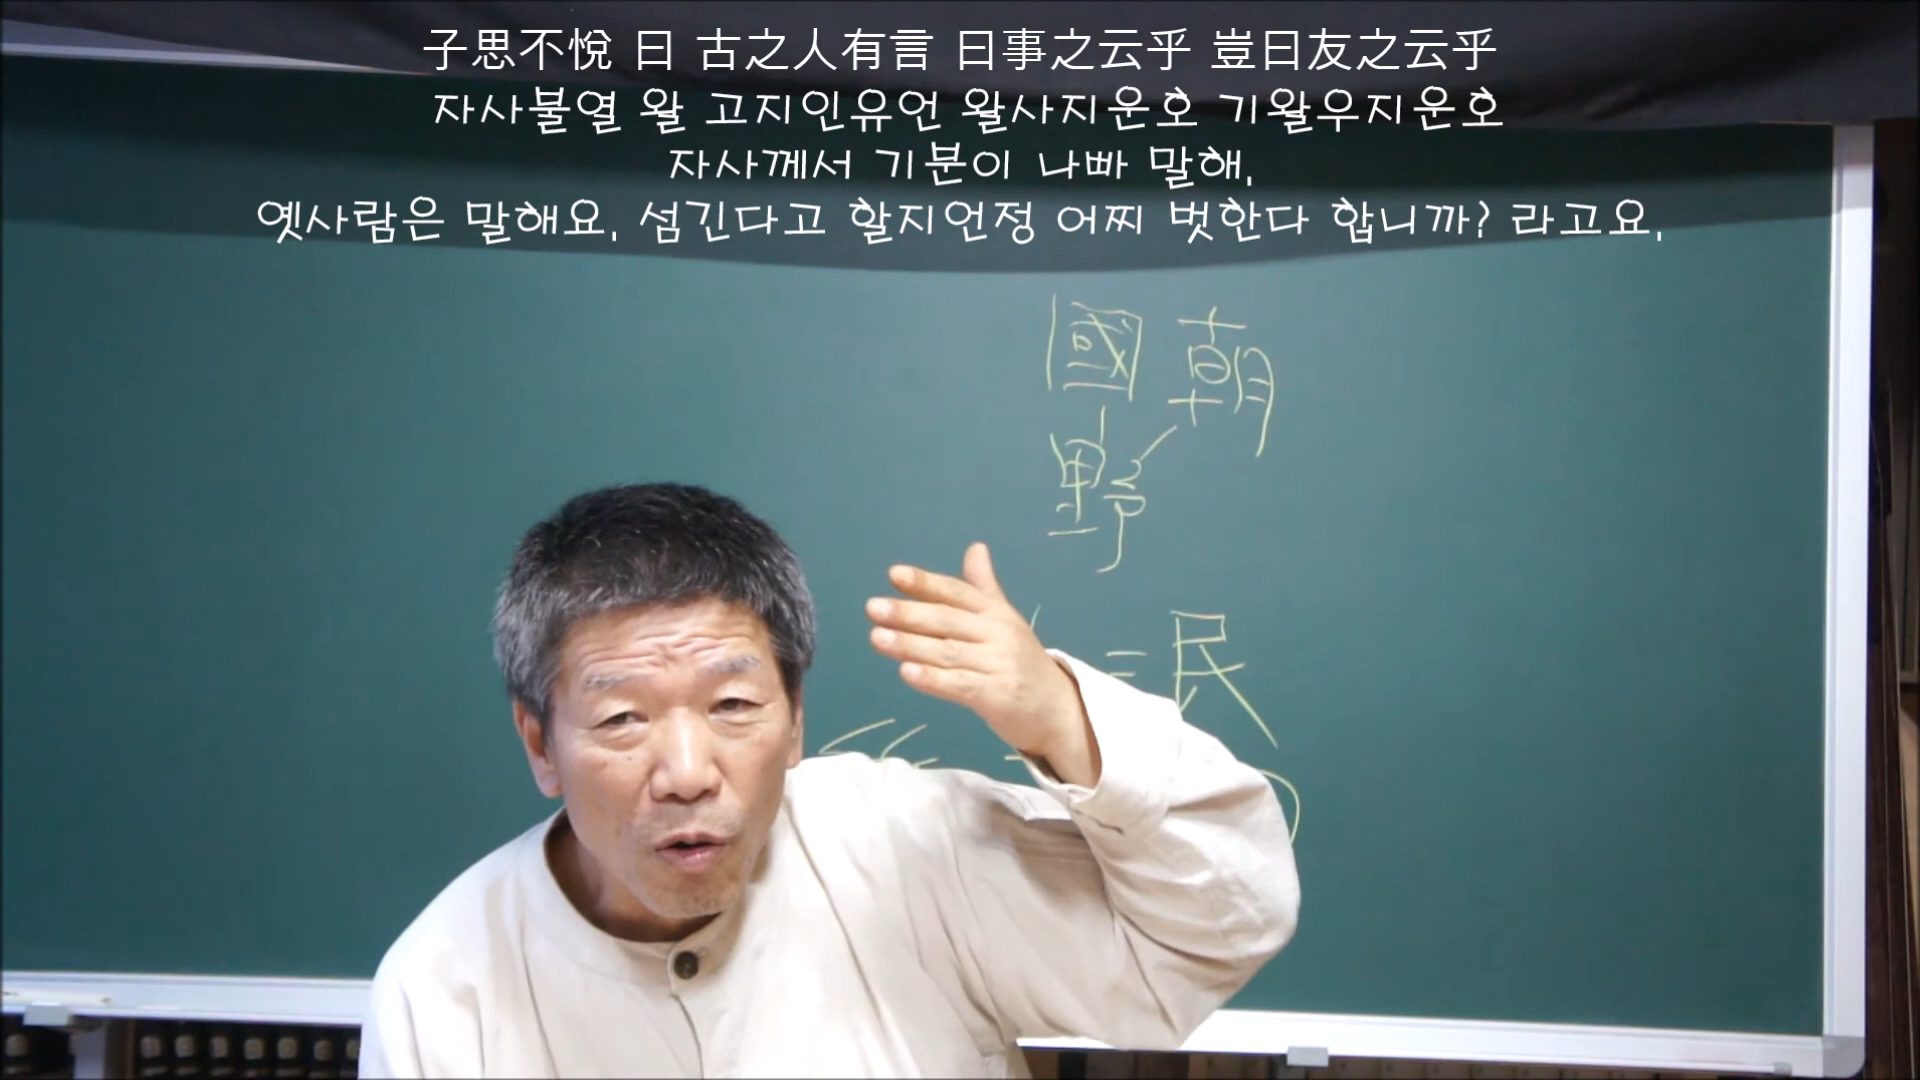 子思不悅 曰 古之人有言 曰事之云乎 豈曰友之云乎
자사불열 왈 고지인유언 왈사지운호 기왈우지운호
자사께서 기분이 나빠 말해.
옛사람은 말해요. 섬긴다고 할지언정 어찌 벗한다 합니까? 라고요.
國 朝
野
= 民